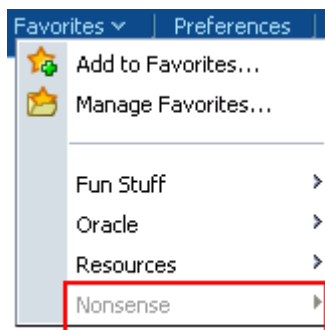 Favorites Preferences
Add to Favorites...
Manage Favorites...
Fun Stuff
Oracle
Resources
Nonsense